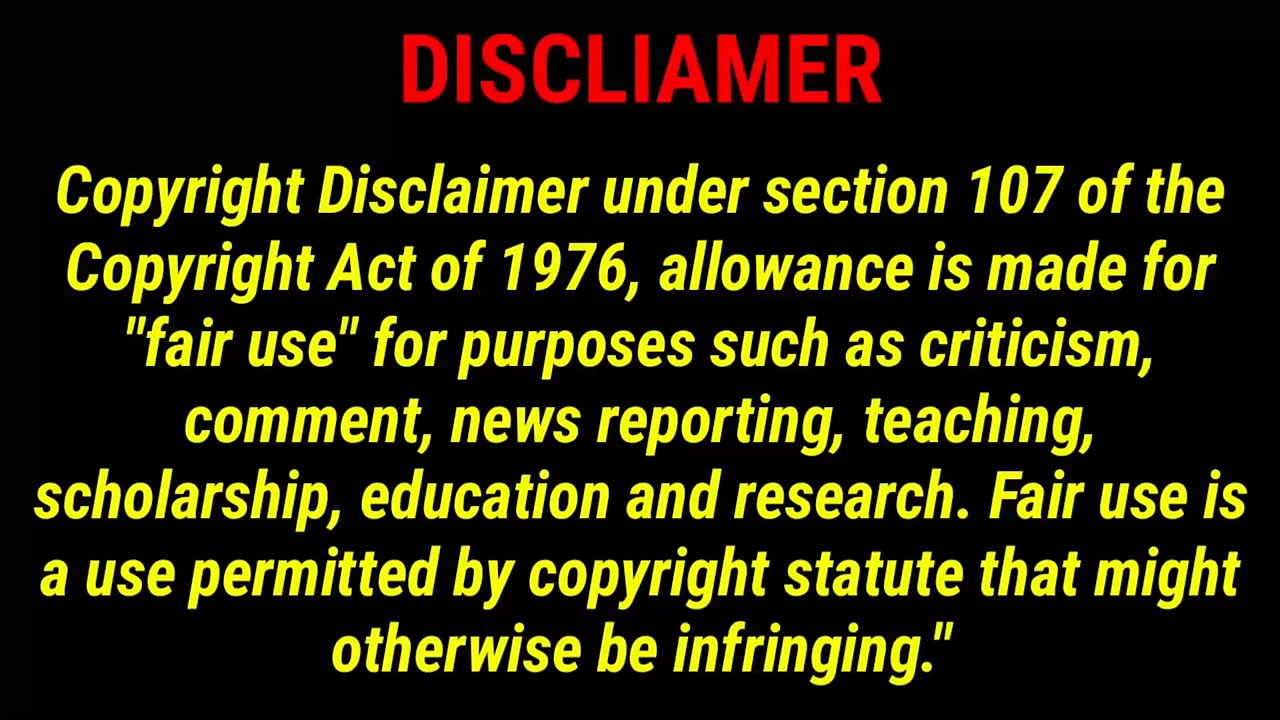 DISCLIAMER
Copyright Disclaimer under section 107 of the
Copyright Act of 1976, allowance is made for
"fair use" for purposes such as criticism,
comment, news reporting, teaching,
scholarship, education and research. Fair use is
a use permitted by copyright statute that might
otherwise be infringing."